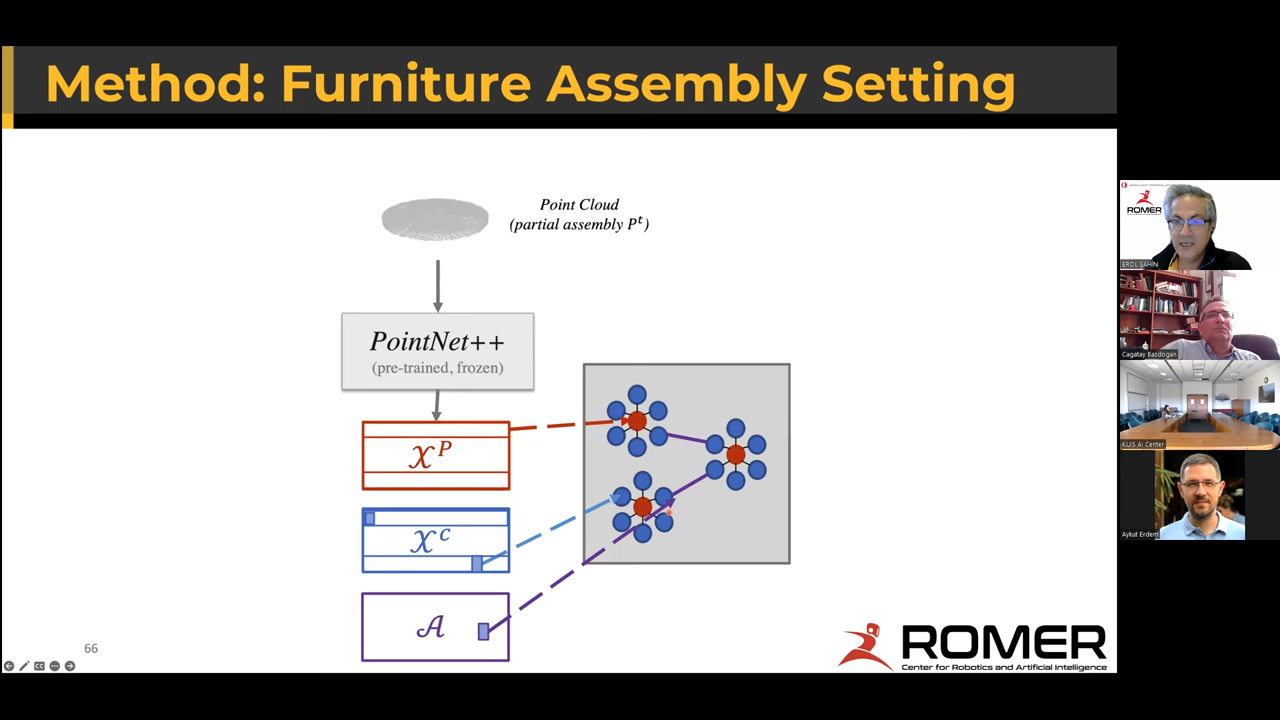 Method: Furniture Assembly Setting
Point Cloud
(partial assembly Pᵗ)
PointNet++
(pre-trained, frozen)
𝒳ᴾ
𝒳ᶜ
𝒜
66
ROMER
Center for Robotics and Artificial Intelligence
ROMER
EROL ŞAHİN
Cagatay Basdogan
KUIS AI Center
Aykut Erdem